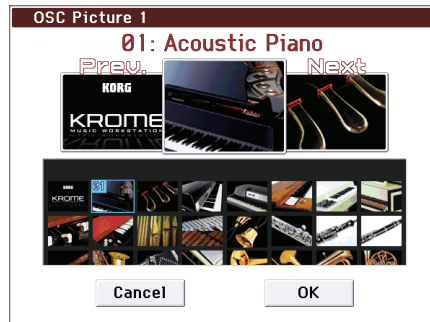 OSC Picture 1
01: Acoustic Piano
Prev. Next
KORG
KROME
MUSIC WORKSTATION
01
KORG
KROME
Cancel OK